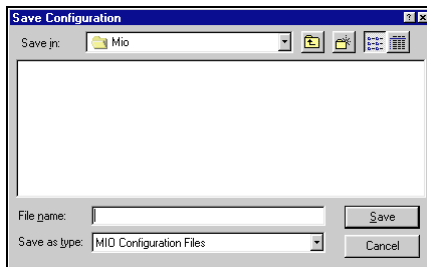 Save Configuration
Save in: Mio
File name: Save
Save as type: MIO Configuration Files Cancel